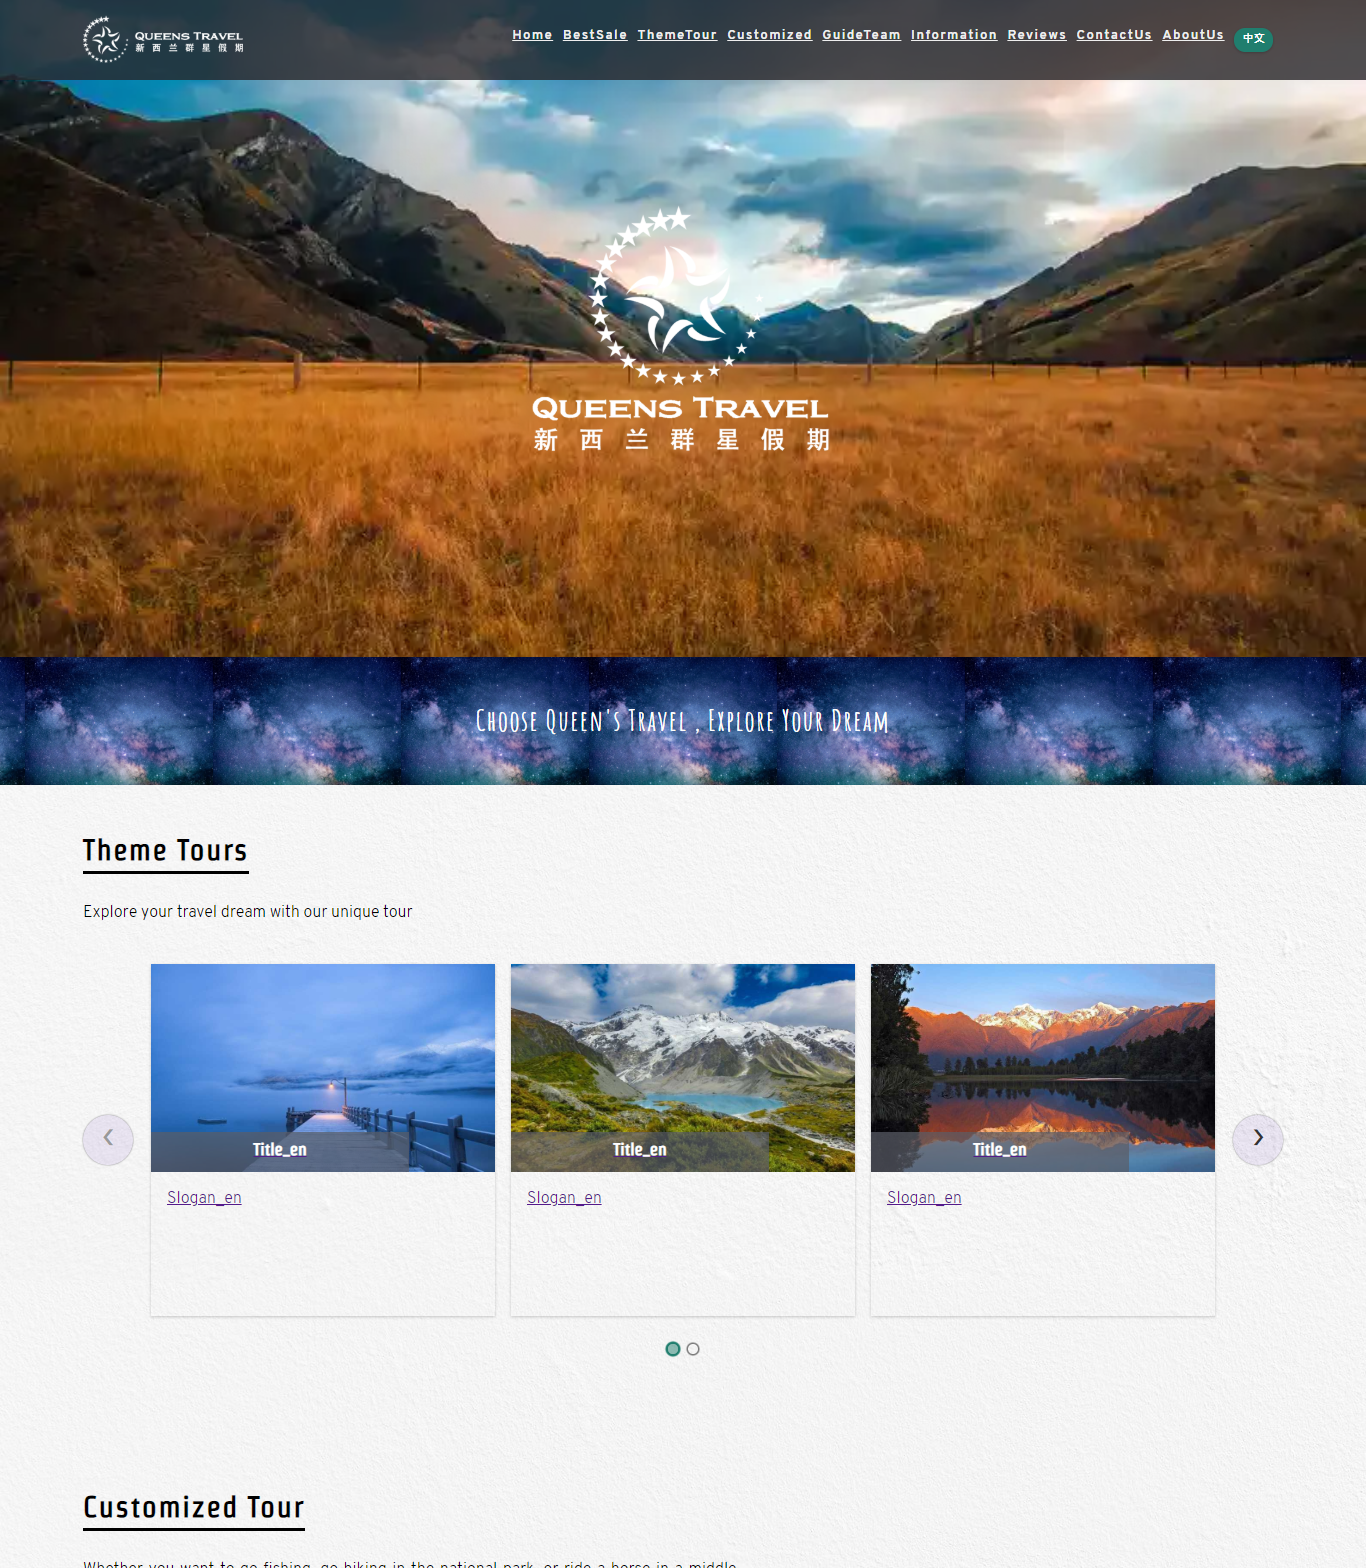 QUEENS TRAVEL
新西兰群星假期
Home BestSale ThemeTour Customized GuideTeam Information Reviews ContactUs AboutUs 中文
QUEENS TRAVEL
新西兰群星假期
Choose Queen's Travel , Explore Your Dream
Theme Tours
Explore your travel dream with our unique tour
Title_en
Title_en
Title_en
Slogan_en
Slogan_en
Slogan_en
Customized Tour
Whether you want to go fishing, go hiking in the national park, or ride a horse in a middle